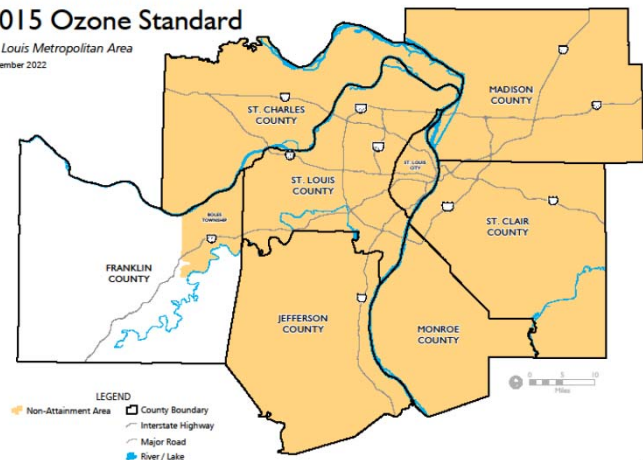 015 Ozone Standard
Louis Metropolitan Area
ember 2022
MADISON
COUNTY
ST. CHARLES
COUNTY
ST. LOUIS
CITY
ST. LOUIS
COUNTY
BOLES
TOWNSHIP
ST. CLAIR
COUNTY
FRANKLIN
COUNTY
JEFFERSON
COUNTY
MONROE
COUNTY
0 5 10
Miles
LEGEND
Non-Attainment Area
County Boundary
Interstate Highway
Major Road
River / Lake